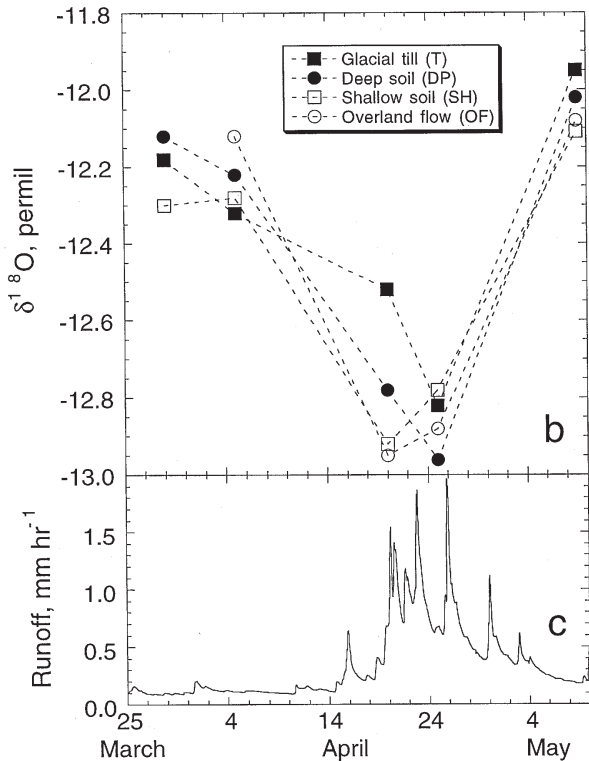 -11.8
-12.0
-12.2
-12.4
-12.6
-12.8
-13.0
δ¹⁸O, permil
Glacial till (T)
Deep soil (DP)
Shallow soil (SH)
Overland flow (OF)
b
1.5
1.0
0.5
0.0
Runoff, mm hr⁻¹
c
25 4 14 24 4
March April May